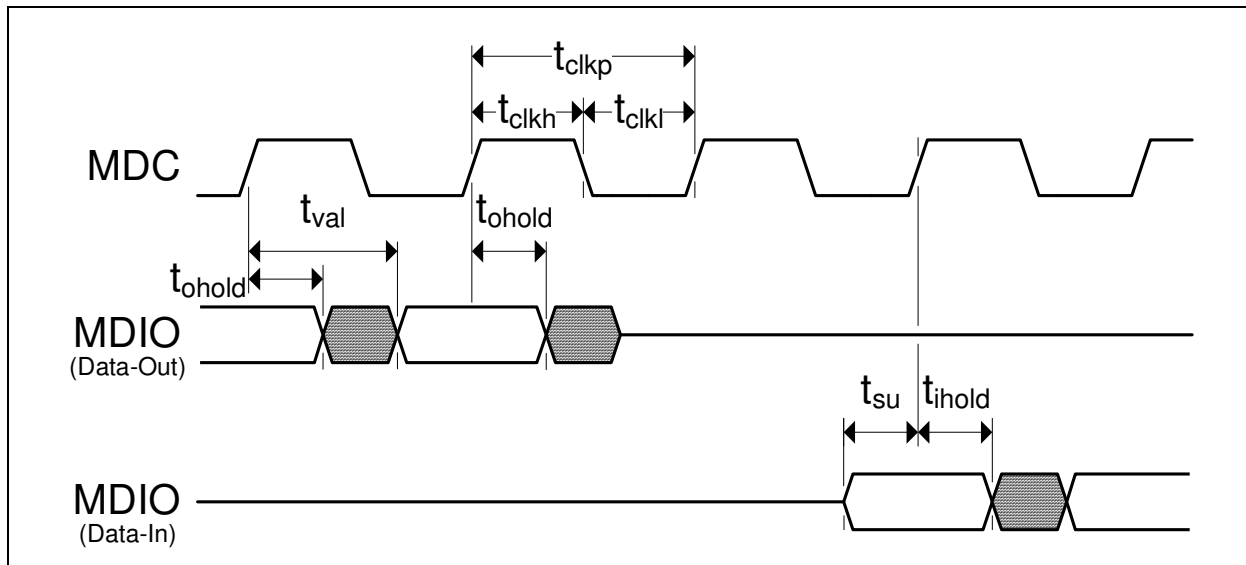 tclkp
tclkh tclkl
MDC
tval tohold
tohold
MDIO
(Data-Out)
tsu tihold
MDIO
(Data-In)